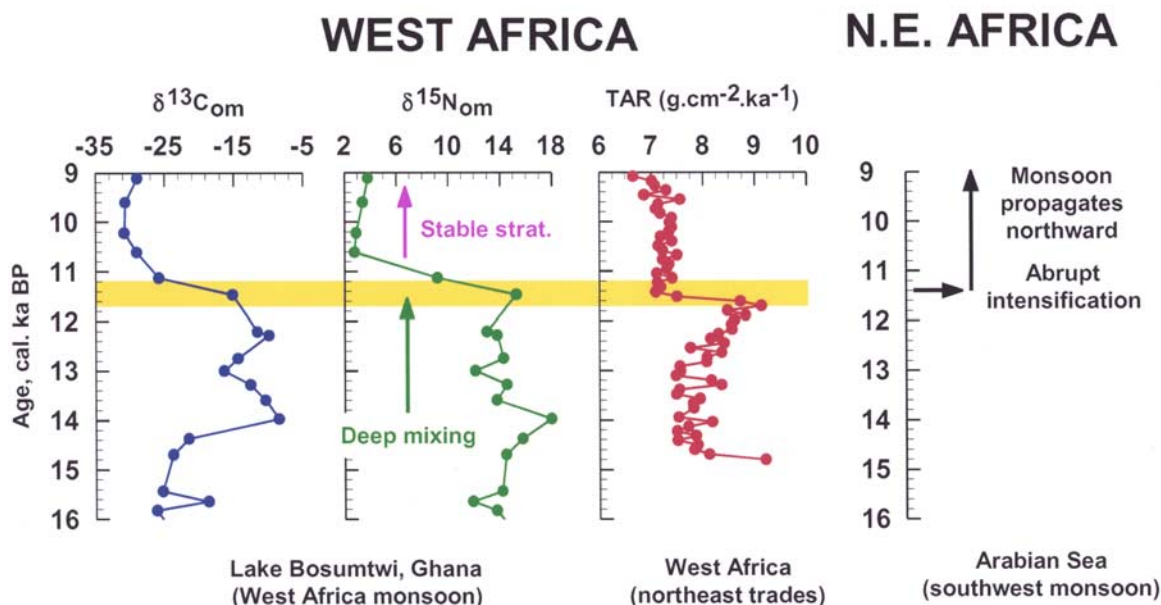 WEST AFRICA
N.E. AFRICA
δ13Com
δ15Nom
TAR (g.cm-2.ka-1)
-35 -25 -15 -5
2 6 10 14 18
6 7 8 9 10
Age, cal. ka BP
9
10
11
12
13
14
15
16
Stable strat.
Deep mixing
9
10
11
12
13
14
15
16
Monsoon
propagates
northward
Abrupt
intensification
Lake Bosumtwi, Ghana
(West Africa monsoon)
West Africa
(northeast trades)
Arabian Sea
(southwest monsoon)